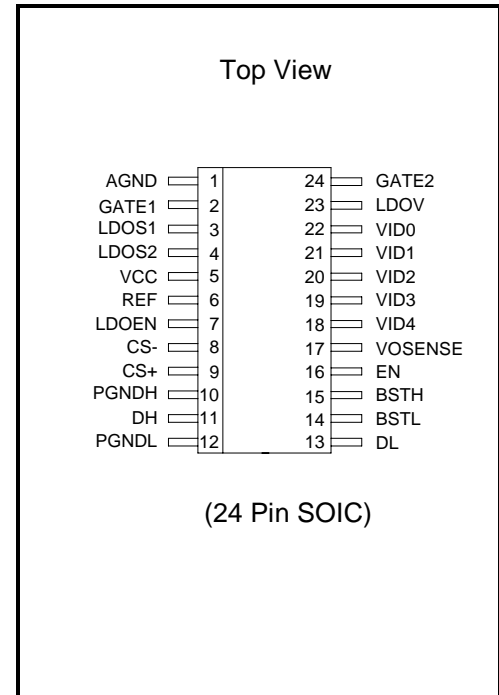 Top View
AGND 1 24 GATE2
GATE1 2 23 LDOV
LDOS1 3 22 VID0
LDOS2 4 21 VID1
VCC 5 20 VID2
REF 6 19 VID3
LDOEN 7 18 VID4
CS- 8 17 VOSENSE
CS+ 9 16 EN
PGNDH 10 15 BSTH
DH 11 14 BSTL
PGNDL 12 13 DL
(24 Pin SOIC)